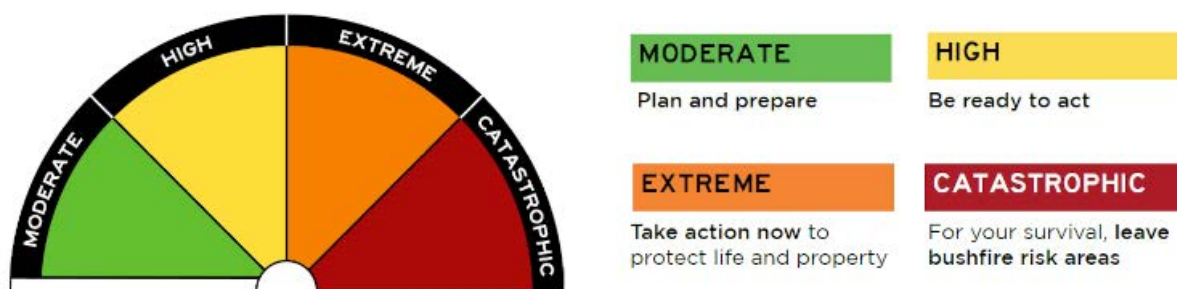 MODERATE
HIGH
EXTREME
CATASTROPHIC
MODERATE
Plan and prepare
HIGH
Be ready to act
EXTREME
Take action now to
protect life and property
CATASTROPHIC
For your survival, leave
bushfire risk areas